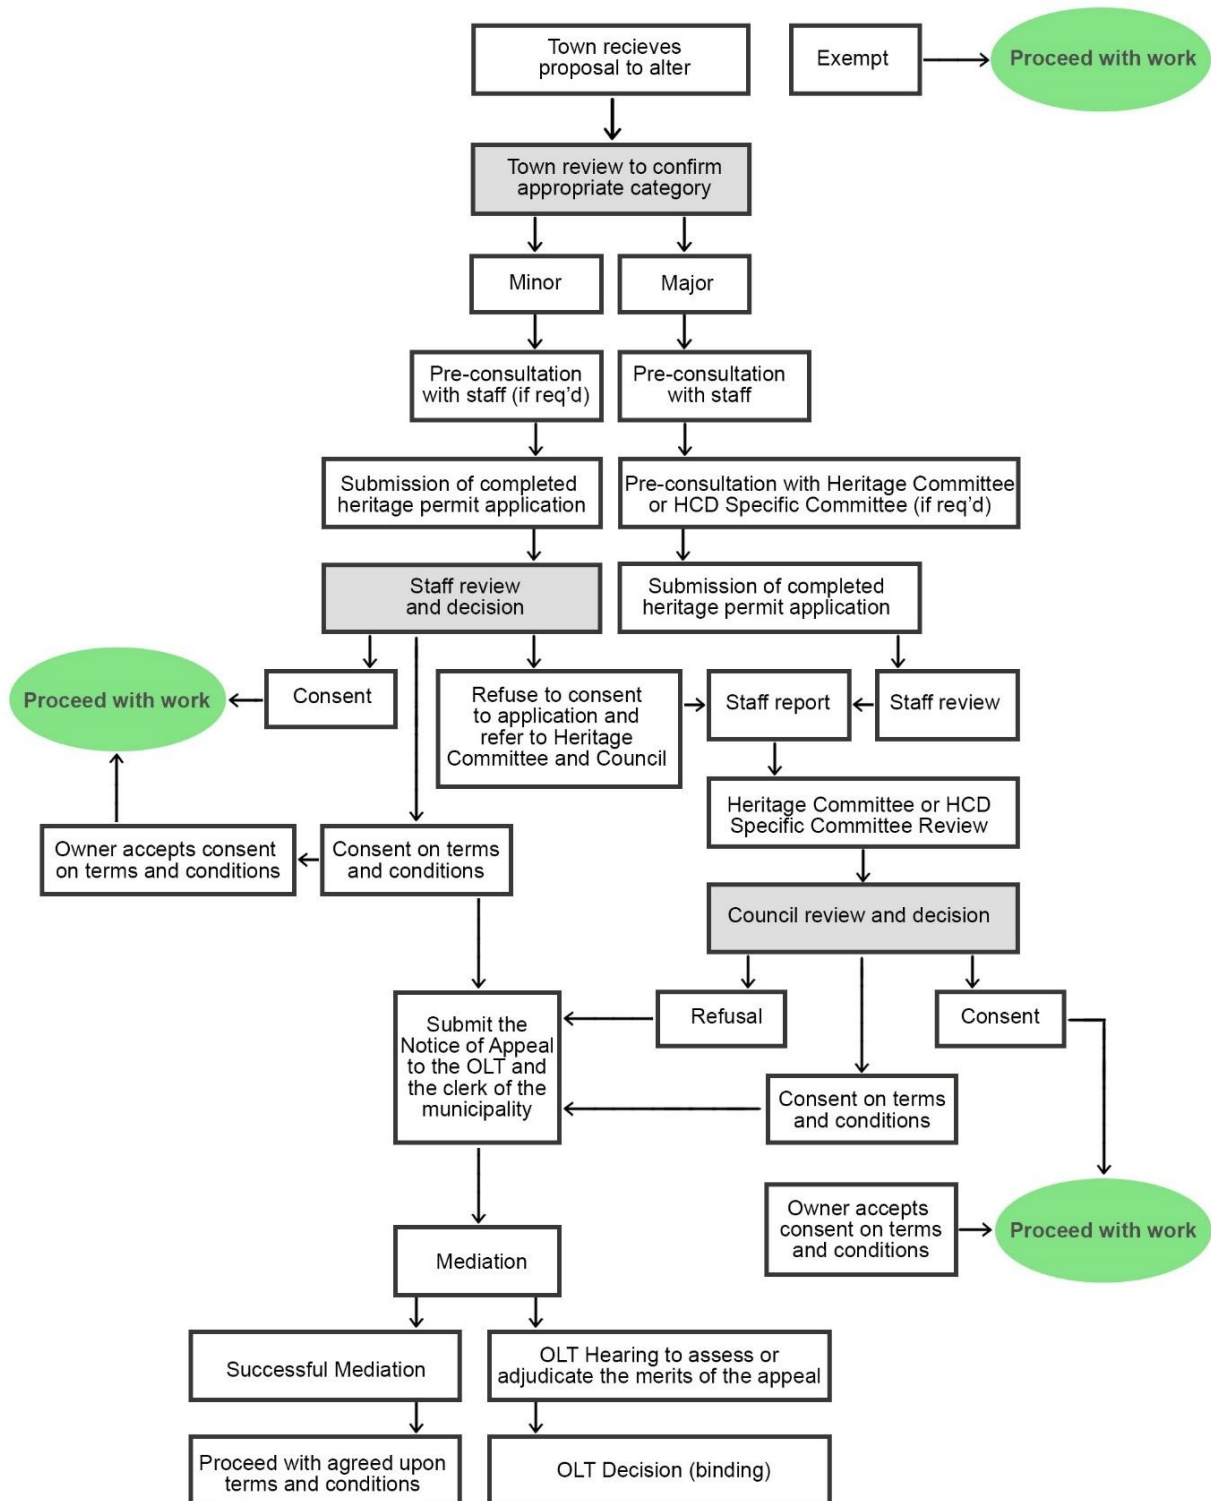 Town recieves
proposal to alter
Exempt
Proceed with work
Town review to confirm
appropriate category
Minor
Major
Pre-consultation
with staff (if req’d)
Pre-consultation
with staff
Submission of completed
heritage permit application
Pre-consultation with Heritage Committee
or HCD Specific Committee (if req’d)
Staff review
and decision
Submission of completed
heritage permit application
Proceed with work
Consent
Refuse to consent
to application and
refer to Heritage
Committee and Council
Staff report
Staff review
Heritage Committee or HCD
Specific Committee Review
Owner accepts consent
on terms and conditions
Consent on terms
and conditions
Council review and decision
Submit the
Notice of Appeal
to the OLT and
the clerk of the
municipality
Refusal
Consent
Consent on terms
and conditions
Owner accepts
consent on terms
and conditions
Proceed with work
Mediation
Successful Mediation
OLT Hearing to assess or
adjudicate the merits of the appeal
Proceed with agreed upon
terms and conditions
OLT Decision (binding)